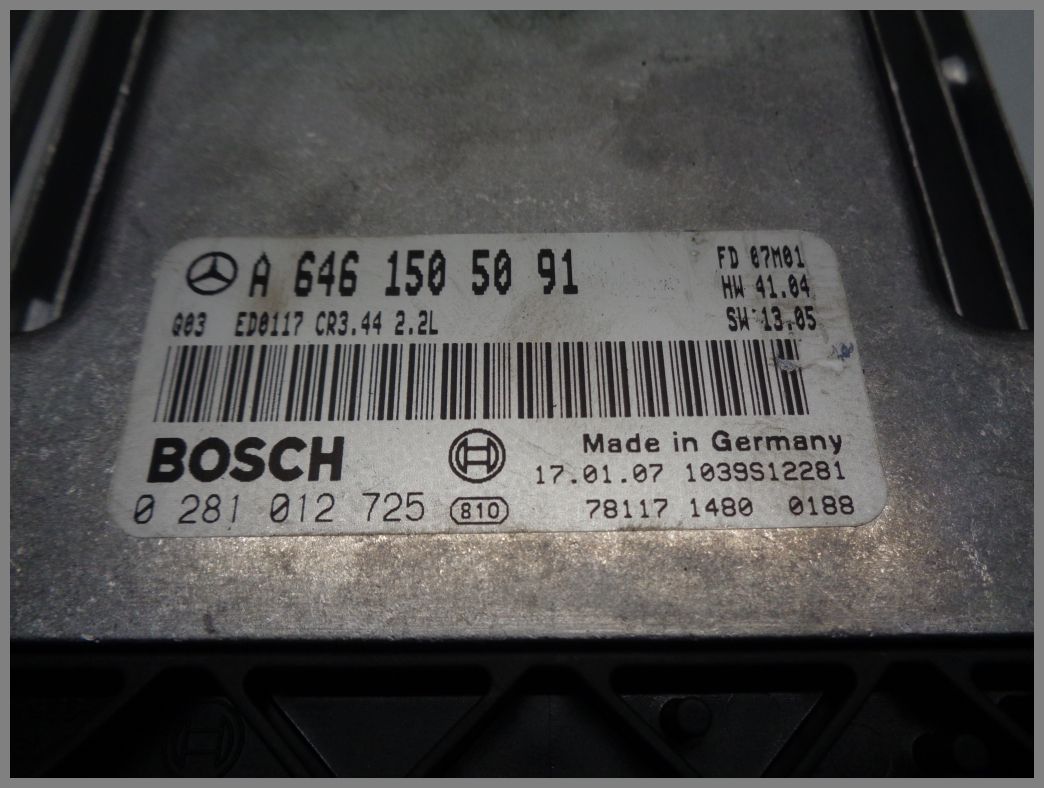 A 646 150 50 91
FD 07M01
HW 41.04
G03 ED0117 CR3.44 2.2L
SW 13.05
BOSCH
Made in Germany
17.01.07 1039S12281
0 281 012 725 810
78117 1480 0188